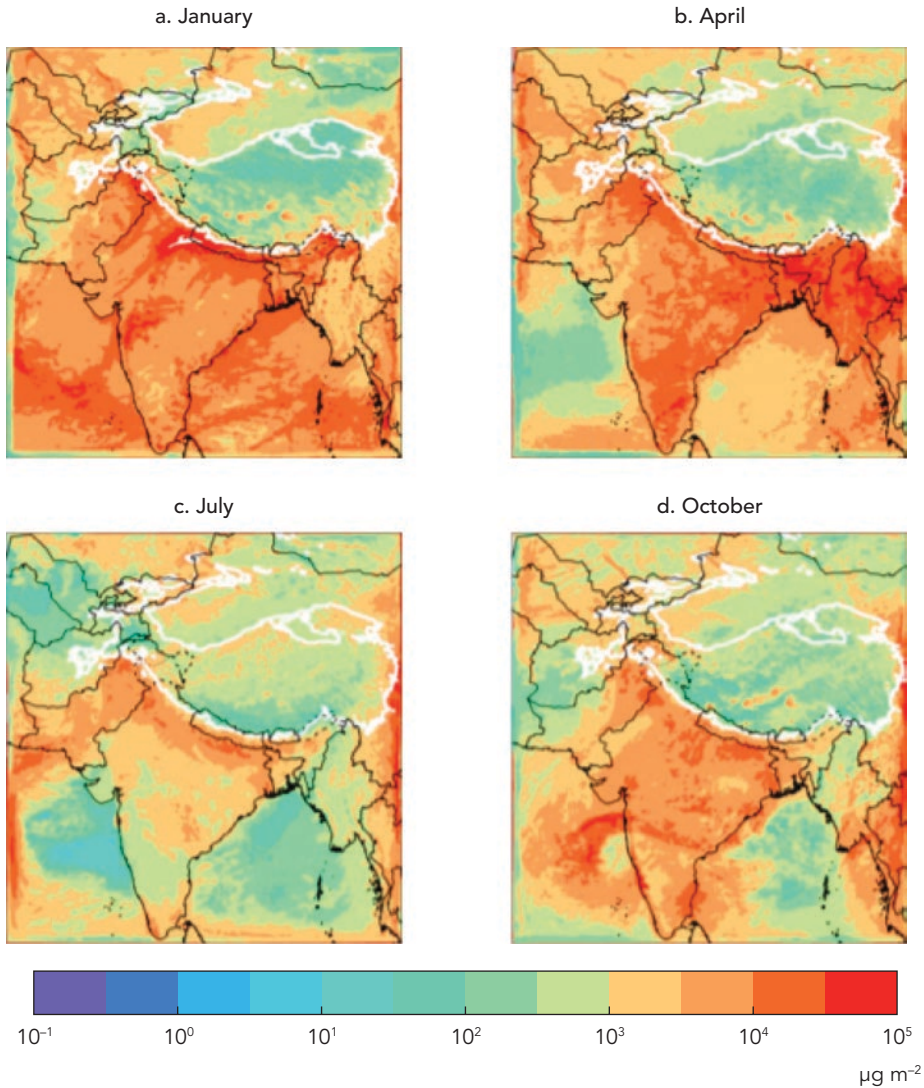 a. January
b. April
c. July
d. October
10⁻¹ 10⁰ 10¹ 10² 10³ 10⁴ 10⁵
µg m⁻²